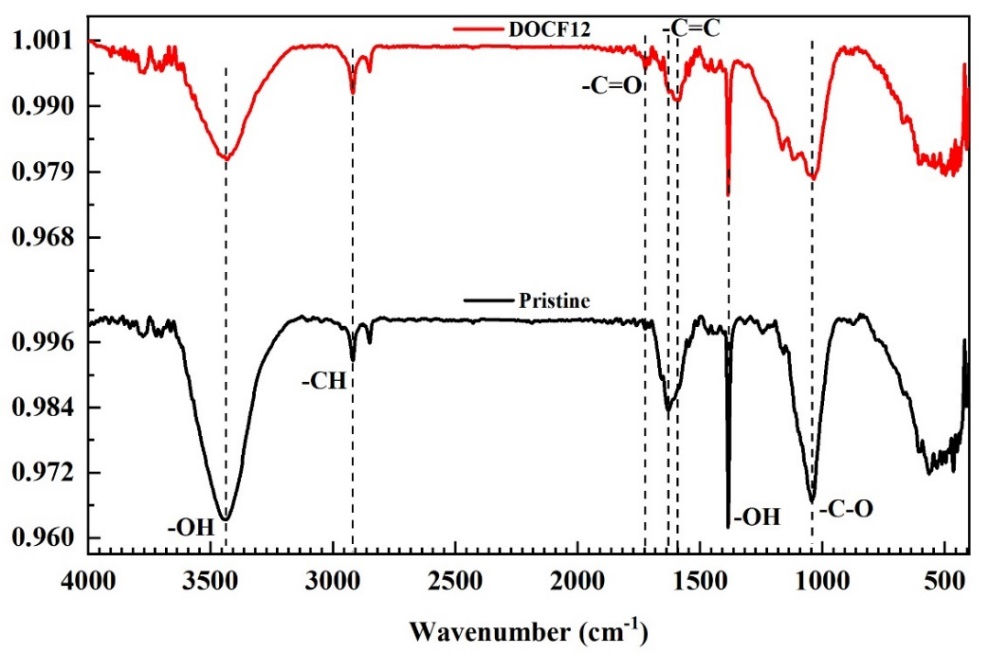 -C=C
DOCF12
1.001
-C=O
0.990
0.979
0.968
Pristine
0.996
-CH
0.984
0.972
-OH
-OH
-C-O
0.960
4000 3500 3000 2500 2000 1500 1000 500
Wavenumber (cm-1)